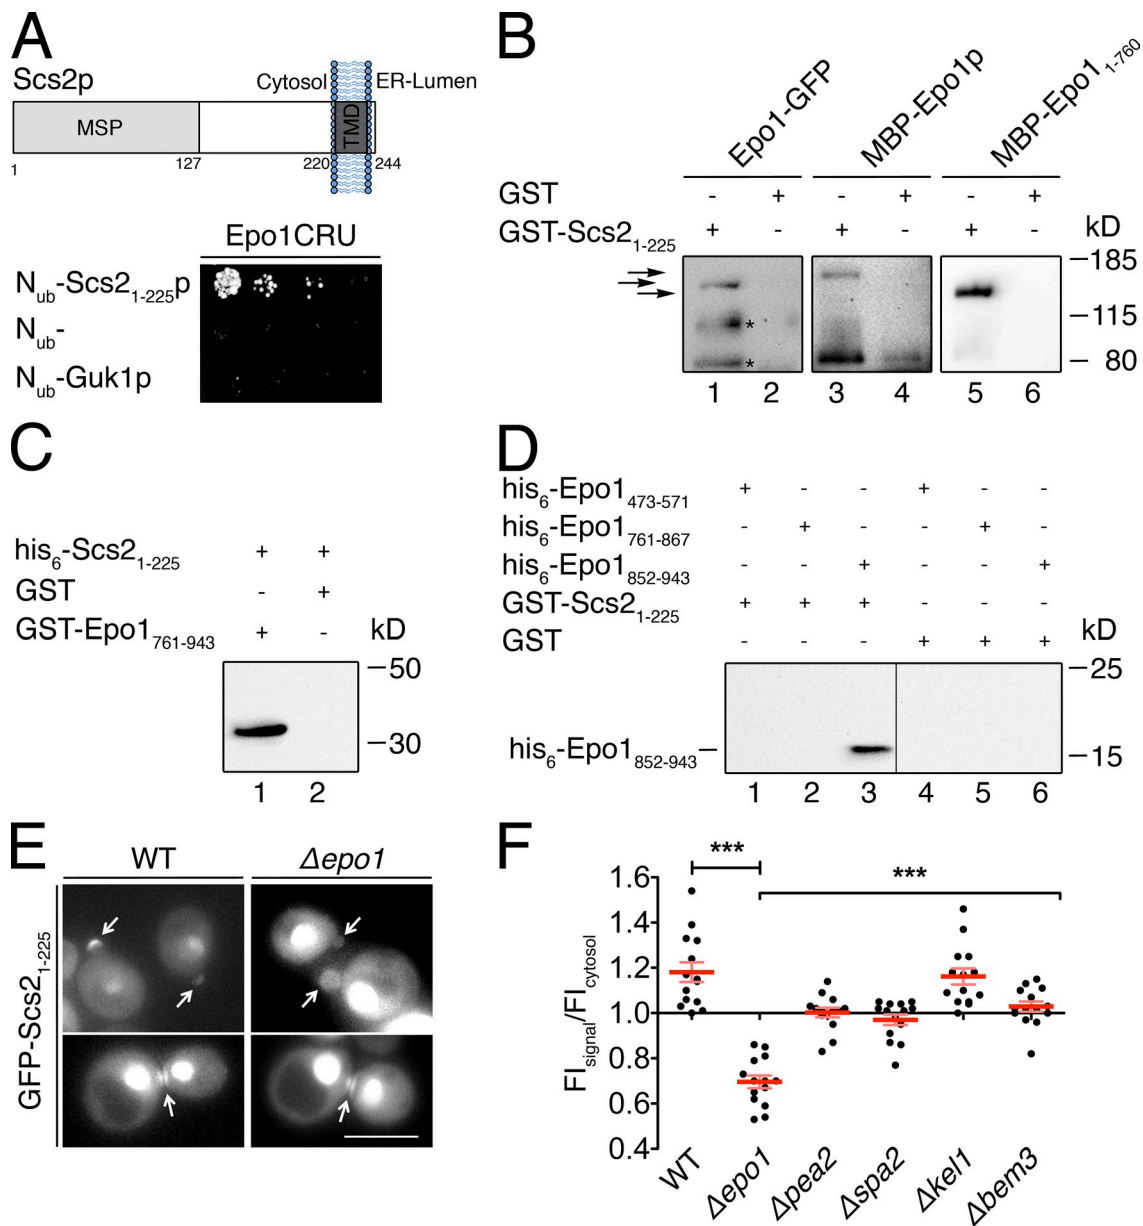 A
Scs2p
Cytosol
ER-Lumen
MSP
TMD
1
127
220
244
Epo1CRU
Nub-Scs21-225p
Nub-
Nub-Guk1p
B
Epo1-GFP
MBP-Epo1p
MBP-Epo11-760
GST - + - + - + 
GST-Scs21-225 + - + - + - kD
185
115
80
* 
*
1 2 3 4 5 6
C
his6-Scs21-225 + +
GST - +
GST-Epo1761-943 + - kD
50
30
1 2
D
his6-Epo1473-571 + - - + - -
his6-Epo1761-867 - + - - + -
his6-Epo1852-943 - - + - - +
GST-Scs21-225 + + + - - -
GST - - - + + + kD
25
his6-Epo1852-943
15
1 2 3 4 5 6
E
WT
Δepo1
GFP-Scs21-225
F
***
***
FIsignal/FIcytosol
1.6
1.4
1.2
1.0
0.8
0.6
0.4
WT
Δepo1
Δpea2
Δspa2
Δkel1
Δbem3